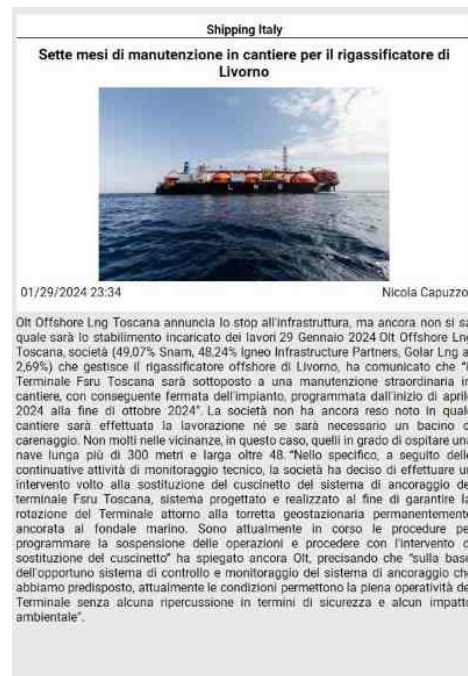 Shipping Italy
Sette mesi di manutenzione in cantiere per il rigassificatore di
Livorno
L N G
01/29/2024 23:34
Nicola Capuzzo
Olt Offshore Lng Toscana annuncia lo stop all'infrastruttura, ma ancora non si sa
quale sarà lo stabilimento incaricato dei lavori 29 Gennaio 2024 Olt Offshore Lng
Toscana, società (49,07% Snam, 48,24% Igneo Infrastructure Partners, Golar Lng al
2,69%) che gestisce il rigassificatore offshore di Livorno, ha comunicato che “Il
Terminale Fsru Toscana sarà sottoposto a una manutenzione straordinaria in
cantiere, con conseguente fermata dell'impianto, programmata dall'inizio di aprile
2024 alla fine di ottobre 2024”. La società non ha ancora reso noto in quale
cantiere sarà effettuata la lavorazione né se sarà necessario un bacino di
carenaggio. Non molti nelle vicinanze, in questo caso, quelli in grado di ospitare una
nave lunga più di 300 metri e larga oltre 48. “Nello specifico, a seguito delle
continuative attività di monitoraggio tecnico, la società ha deciso di effettuare un
intervento volto alla sostituzione del cuscinetto del sistema di ancoraggio del
terminale Fsru Toscana, sistema progettato e realizzato al fine di garantire la
rotazione del Terminale attorno alla torretta geostazionaria permanentemente
ancorata al fondale marino. Sono attualmente in corso le procedure per
programmare la sospensione delle operazioni e procedere con l'intervento di
sostituzione del cuscinetto” ha spiegato ancora Olt, precisando che “sulla base
dell'opportuno sistema di controllo e monitoraggio del sistema di ancoraggio che
abbiamo predisposto, attualmente le condizioni permettono la piena operatività del
Terminale senza alcuna ripercussione in termini di sicurezza e alcun impatto
ambientale”.